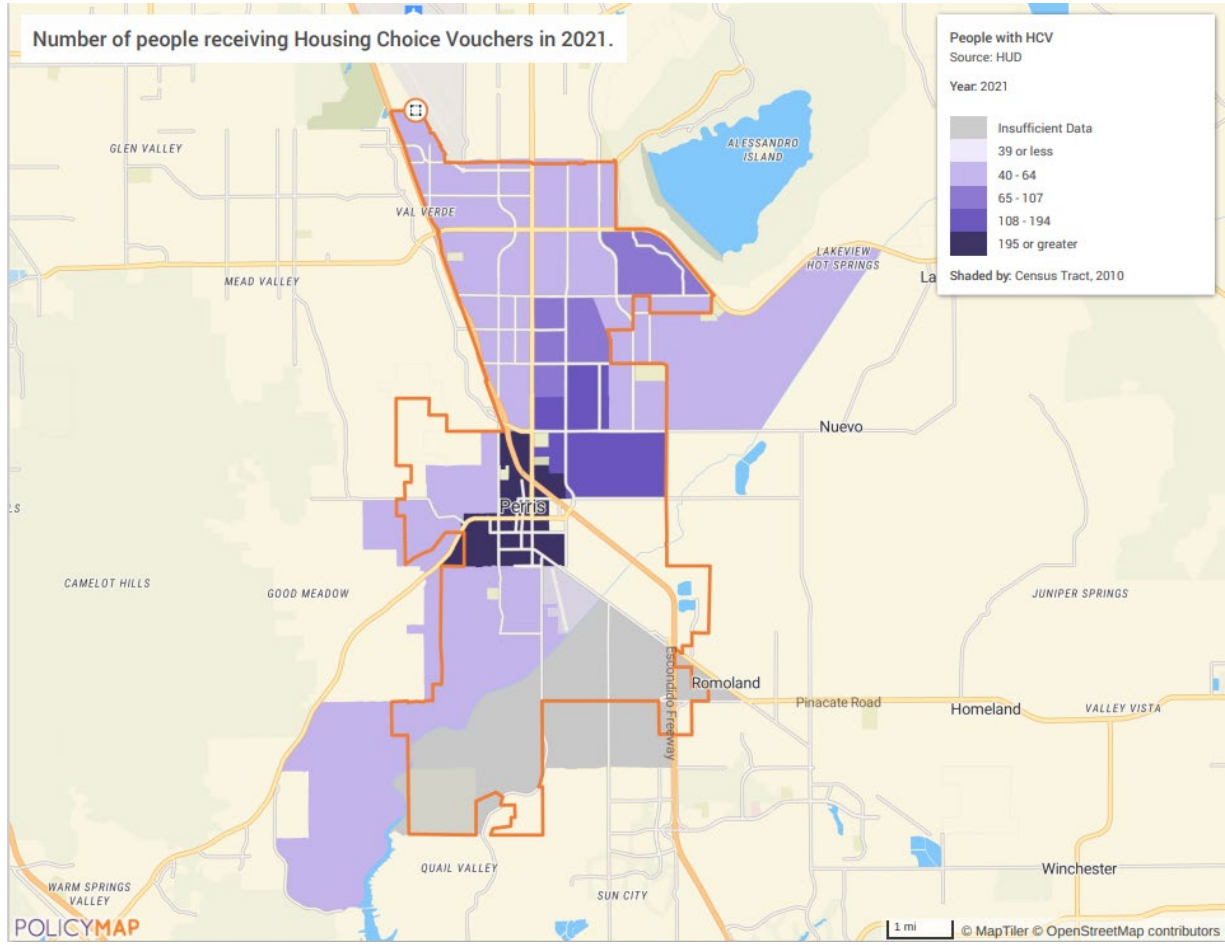 Number of people receiving Housing Choice Vouchers in 2021.
People with HCV
Source: HUD
Year: 2021
Insufficient Data
39 or less
40 - 64
65 - 107
108 - 194
195 or greater
Shaded by: Census Tract, 2010
GLEN VALLEY
ALESSANDRO
ISLAND
VAL VERDE
LAKEVIEW
HOT SPRINGS
La
MEAD VALLEY
Nuevo
Perris
CAMELOT HILLS
GOOD MEADOW
JUNIPER SPRINGS
Escondido Freeway
Romoland
Pinacate Road
Homeland
VALLEY VISTA
QUAIL VALLEY
Winchester
WARM SPRINGS
VALLEY
SUN CITY
POLICYMAP
1 mi
© MapTiler © OpenStreetMap contributors